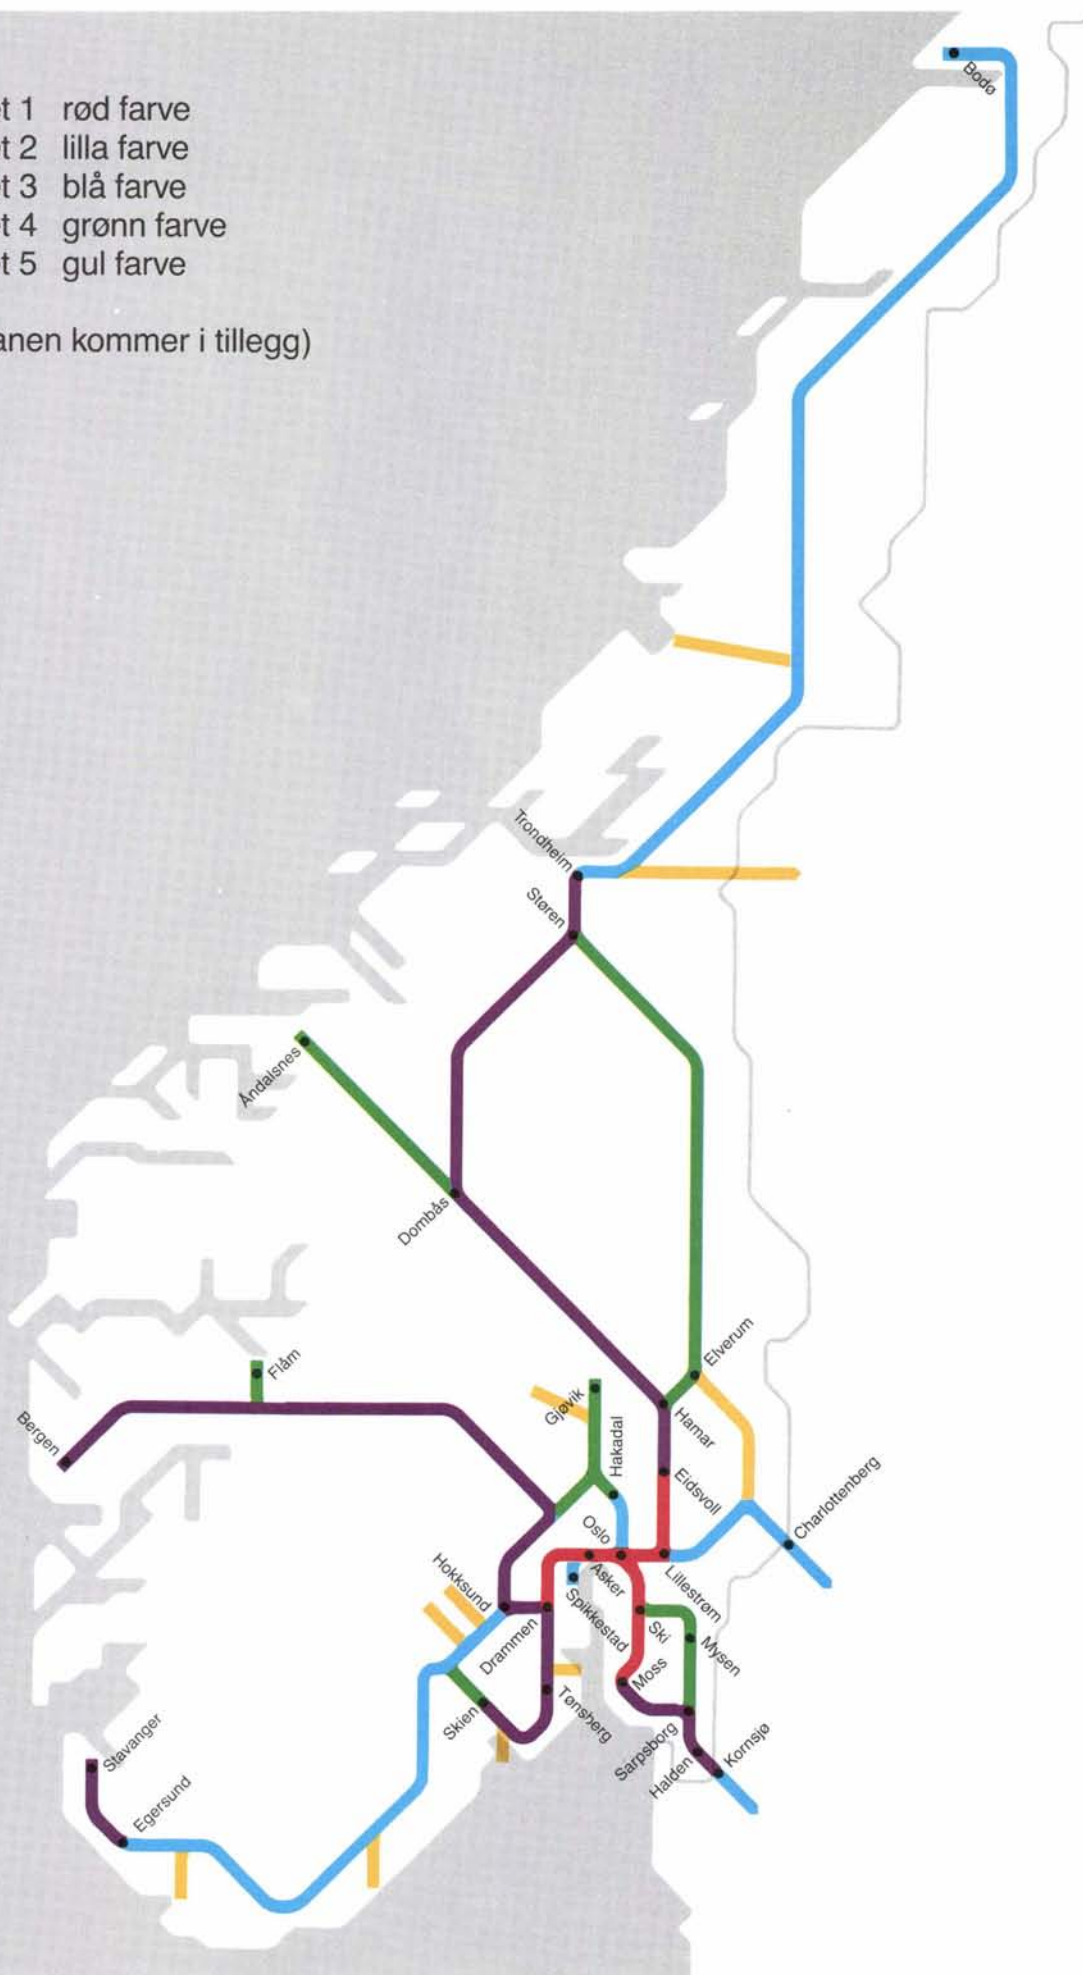 t 1 rød farve
t 2 lilla farve
t 3 blå farve
t 4 grønn farve
t 5 gul farve
anen kommer i tillegg)
Bodø
Trondheim
Støren
Åndalsnes
Dombås
Elverum
Flåm
Gjøvik
Hamar
Bergen
Hakadal
Eidsvoll
Charlottenberg
Oslo
Hokksund
Asker
Lillestrøm
Spikkestad
Drammen
Ski
Mysen
Moss
Tønsberg
Skien
Sarpsborg
Kornsjø
Halden
Stavanger
Egersund